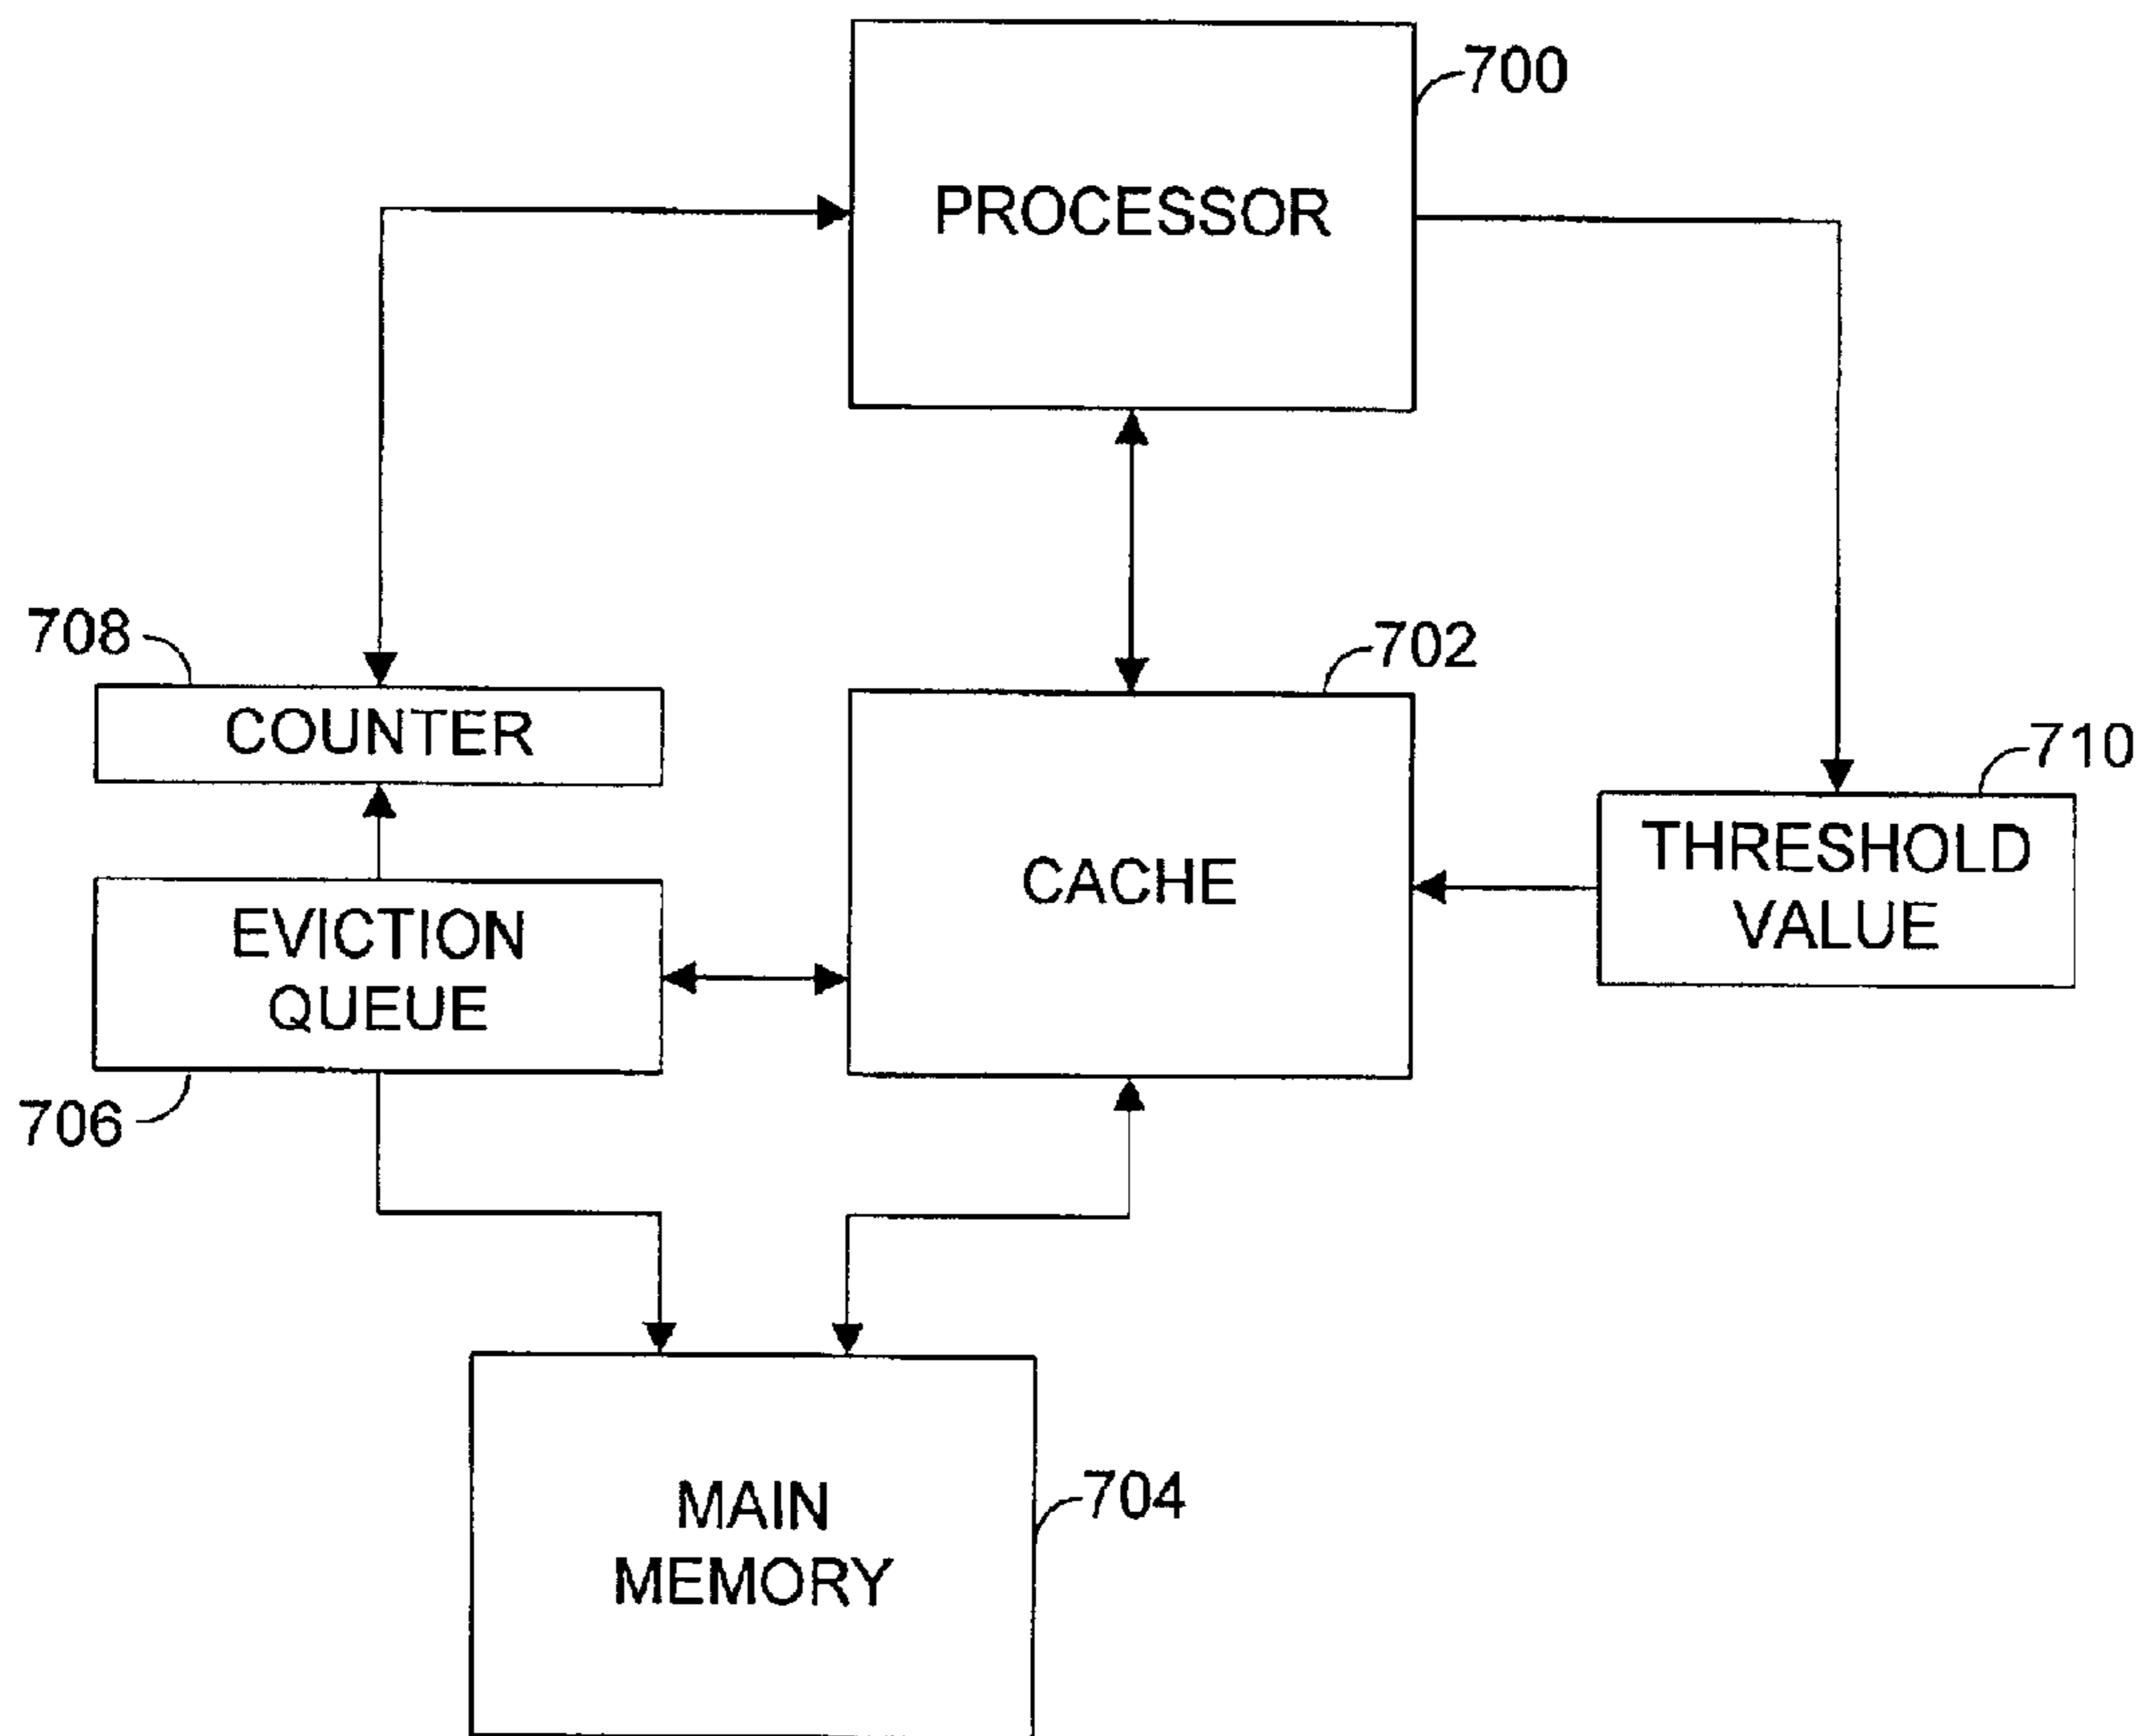 700
PROCESSOR
708
702
COUNTER
710
THRESHOLD
VALUE
CACHE
EVICTION
QUEUE
706
704
MAIN
MEMORY